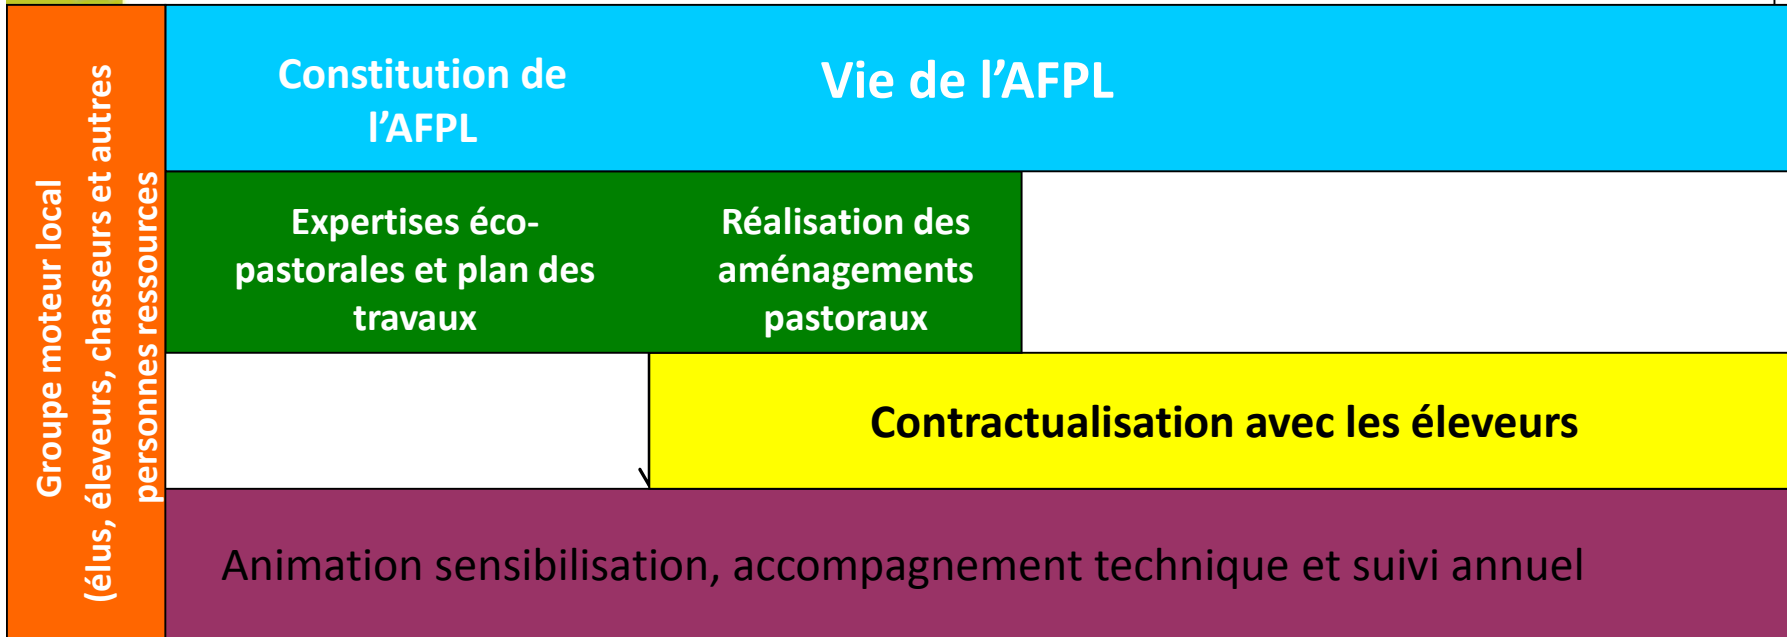 Groupe moteur local
(élus, éleveurs, chasseurs et autres
personnes ressources
Constitution de
l’AFPL
Vie de l’AFPL
Expertises éco-
pastorales et plan des
travaux
Réalisation des
aménagements
pastoraux
Contractualisation avec les éleveurs
Animation sensibilisation, accompagnement technique et suivi annuel